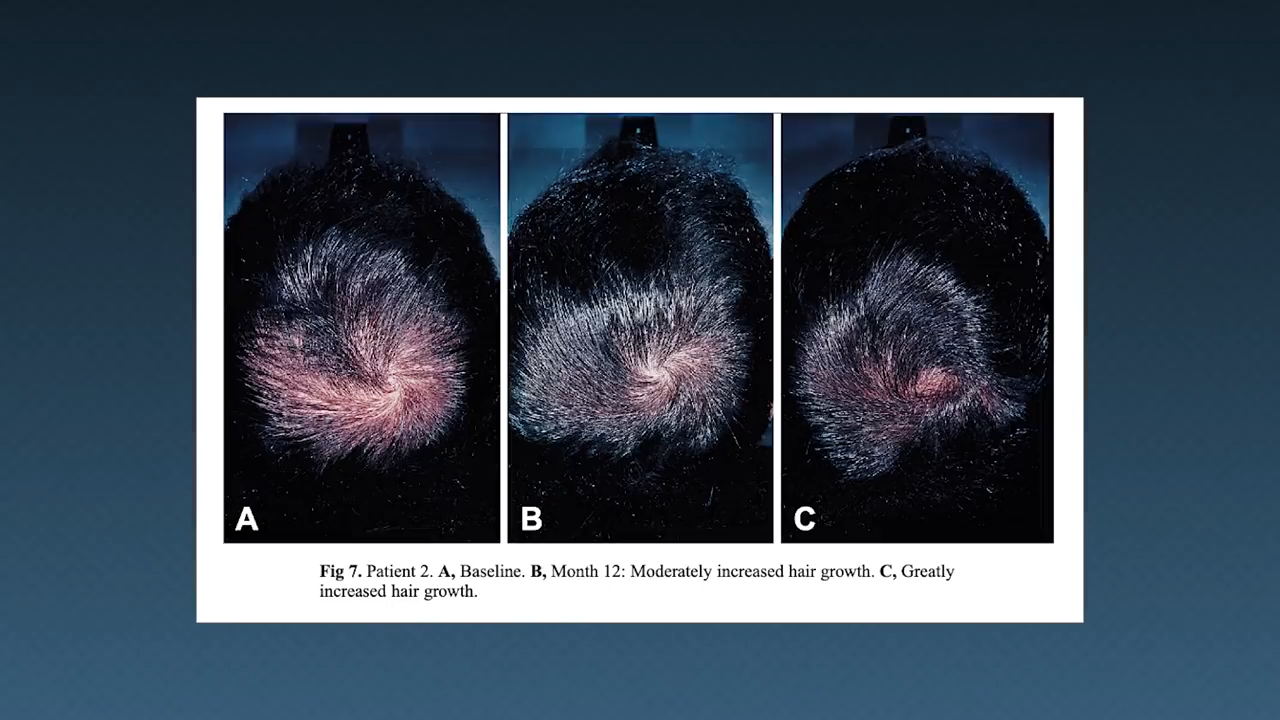 A
B
C
Fig 7. Patient 2. A, Baseline. B, Month 12: Moderately increased hair growth. C, Greatly
increased hair growth.